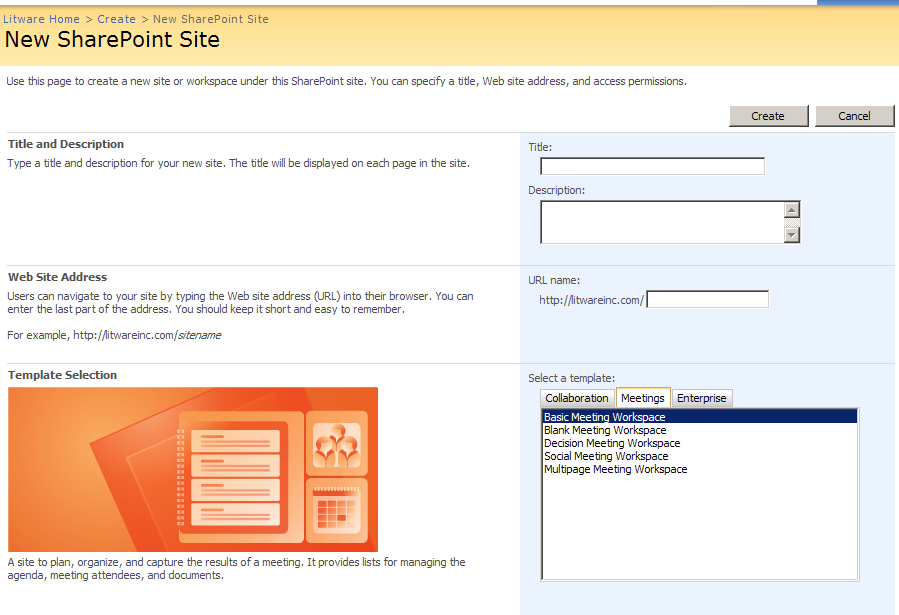 Litware Home > Create > New SharePoint Site
New SharePoint Site
Use this page to create a new site or workspace under this SharePoint site. You can specify a title, Web site address, and access permissions.
Create Cancel
Title and Description
Type a title and description for your new site. The title will be displayed on each page in the site.
Title:
Description:
Web Site Address
Users can navigate to your site by typing the Web site address (URL) into their browser. You can
enter the last part of the address. You should keep it short and easy to remember.
For example, http://litwareinc.com/sitename
URL name:
http://litwareinc.com/
Template Selection
A site to plan, organize, and capture the results of a meeting. It provides lists for managing the
agenda, meeting attendees, and documents.
Select a template:
Collaboration Meetings Enterprise
Basic Meeting Workspace
Blank Meeting Workspace
Decision Meeting Workspace
Social Meeting Workspace
Multipage Meeting Workspace